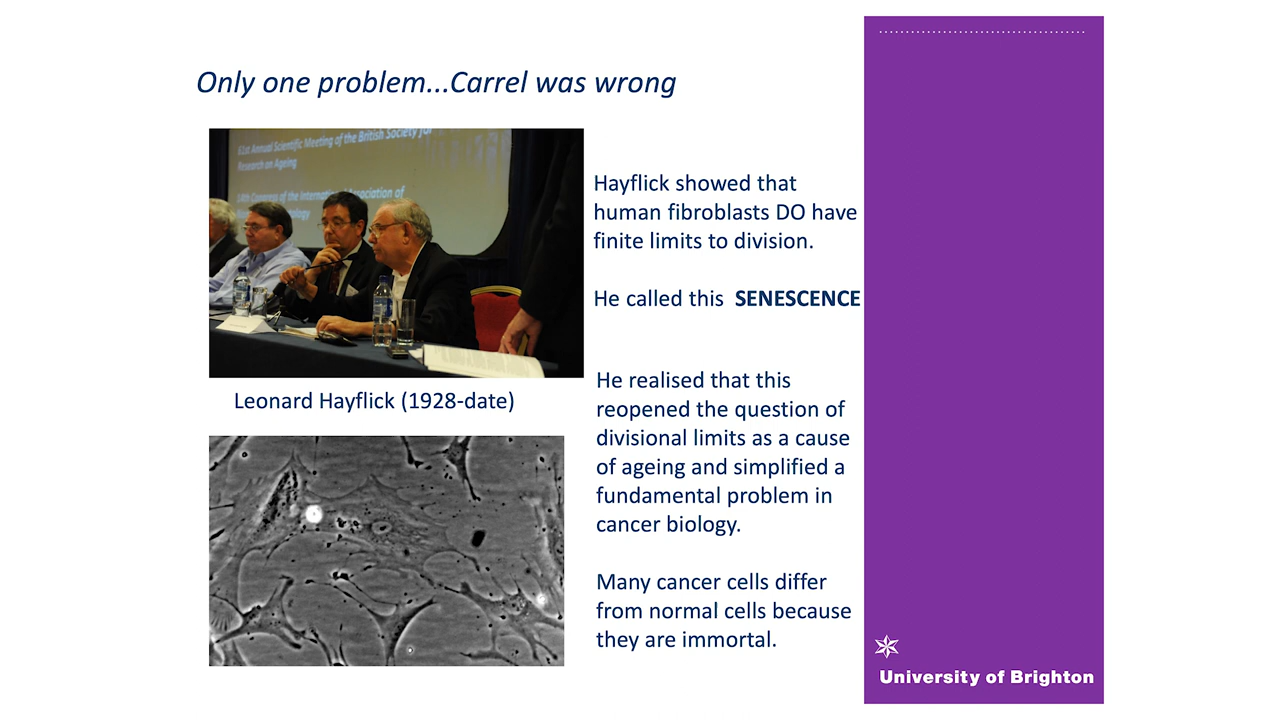 Only one problem...Carrel was wrong
61st Annual Scientific Meeting of the British Society for
Research on Ageing
Congress of the International Association of
Hayflick showed that
human fibroblasts DO have
finite limits to division.
He called this SENESCENCE
Leonard Hayflick (1928-date)
He realised that this
reopened the question of
divisional limits as a cause
of ageing and simplified a
fundamental problem in
cancer biology.
Many cancer cells differ
from normal cells because
they are immortal.
University of Brighton